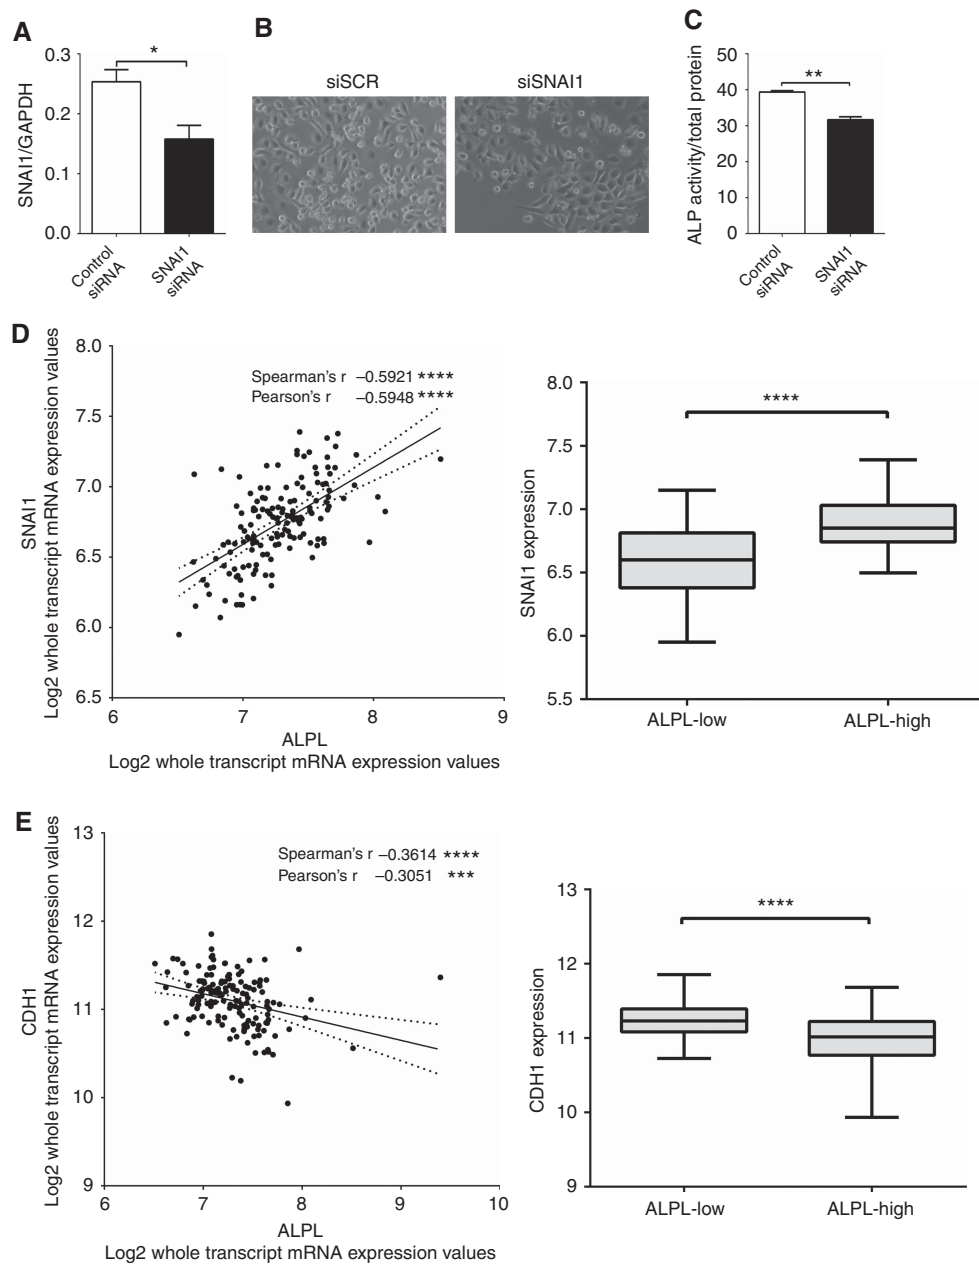 A
SNAI1/GAPDH
0.3
0.2
0.1
0.0
*
Control
siRNA
SNAI1
siRNA
B
siSCR
siSNAI1
C
ALP activity/total protein
50
40
30
20
10
0
**
Control
siRNA
SNAI1
siRNA
D
SNAI1
Log2 whole transcript mRNA expression values
8.0
7.5
7.0
6.5
6.0
6.5
Spearman's r –0.5921 ****
Pearson's r –0.5948 ****
6 7 8 9
ALPL
Log2 whole transcript mRNA expression values
SNAI1 expression
8.0
7.5
7.0
6.5
6.0
5.5
****
ALPL-low ALPL-high
E
CDH1
Log2 whole transcript mRNA expression values
13
12
11
10
9
Spearman's r –0.3614 ****
Pearson's r –0.3051 ***
6 7 8 9 10
ALPL
Log2 whole transcript mRNA expression values
CDH1 expression
13
12
11
10
9
****
ALPL-low ALPL-high